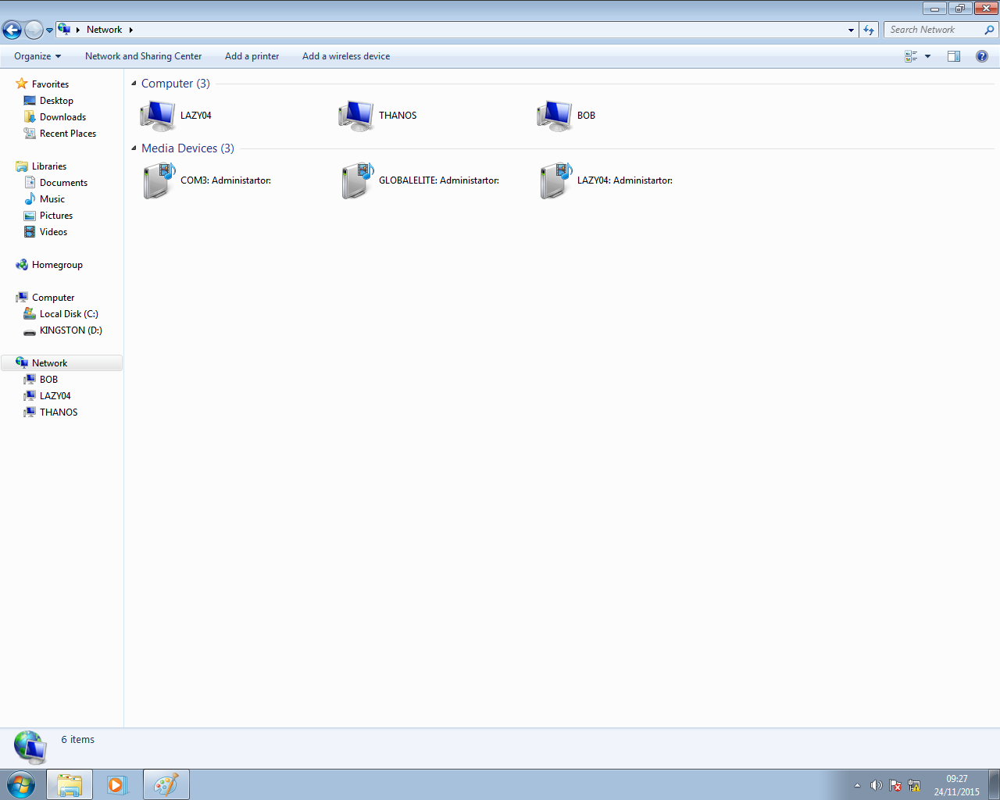 Network
Search Network
Organize
Network and Sharing Center
Add a printer
Add a wireless device
Favorites
Desktop
Downloads
Recent Places
Libraries
Documents
Music
Pictures
Videos
Homegroup
Computer
Local Disk (C:)
KINGSTON (D:)
Network
BOB
LAZY04
THANOS
Computer (3)
LAZY04
THANOS
BOB
Media Devices (3)
COM3: Administartor:
GLOBALELITE: Administartor:
LAZY04: Administartor:
6 items
09:27
24/11/2015